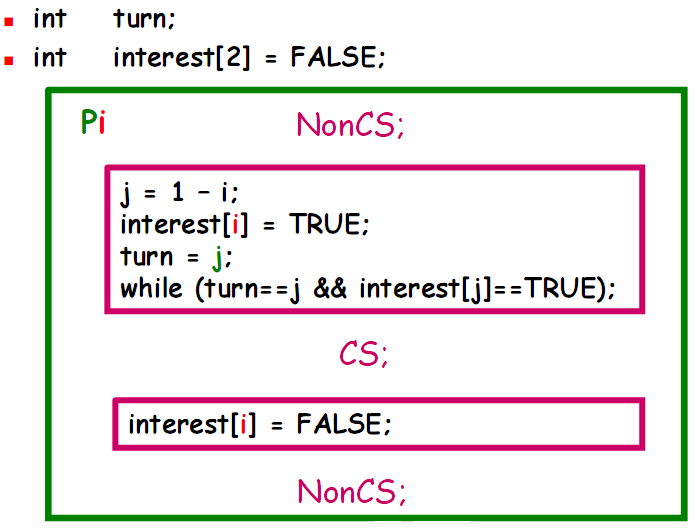 ▪ int turn;
▪ int interest[2] = FALSE;
Pi NonCS;
j = 1 – i;
interest[i] = TRUE;
turn = j;
while (turn==j && interest[j]==TRUE);
CS;
interest[i] = FALSE;
NonCS;